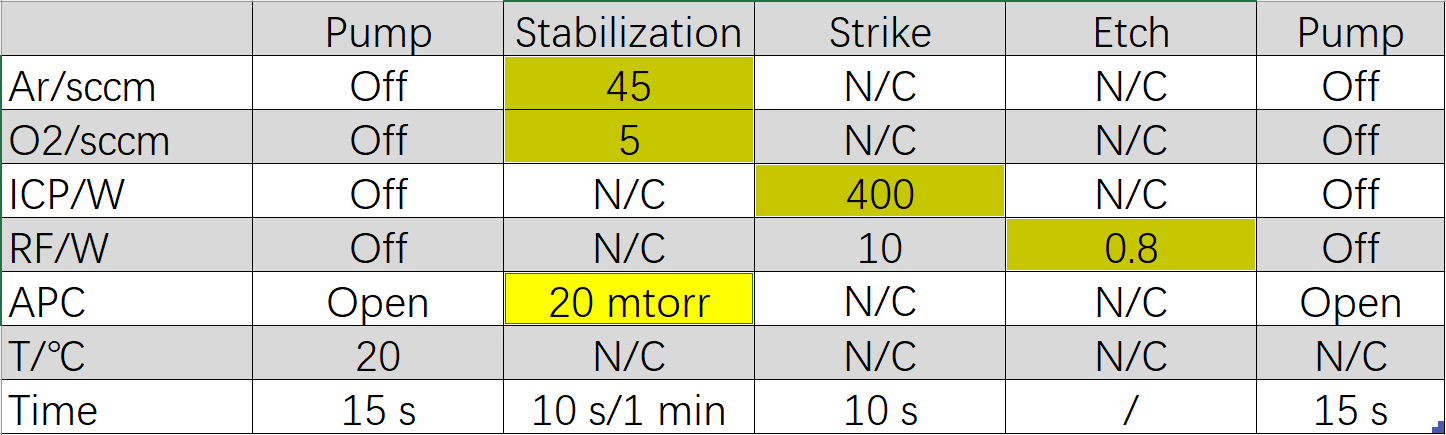 Pump Stabilization Strike Etch Pump
Ar/sccm Off 45 N/C N/C Off
O2/sccm Off 5 N/C N/C Off
ICP/W Off N/C 400 N/C Off
RF/W Off N/C 10 0.8 Off
APC Open 20 mtorr N/C N/C Open
T/℃ 20 N/C N/C N/C N/C
Time 15 s 10 s/1 min 10 s / 15 s